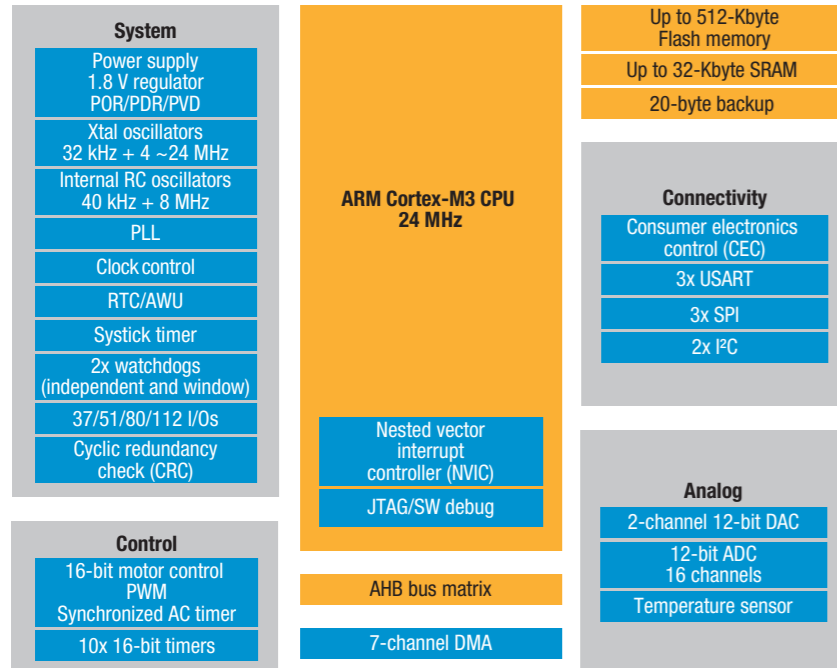 System
Power supply
1.8 V regulator
POR/PDR/PVD
Xtal oscillators
32 kHz + 4 ~24 MHz
Internal RC oscillators
40 kHz + 8 MHz
PLL
Clock control
RTC/AWU
Systick timer
2x watchdogs
(independent and window)
37/51/80/112 I/Os
Cyclic redundancy
check (CRC)
Control
16-bit motor control
PWM
Synchronized AC timer
10x 16-bit timers
ARM Cortex-M3 CPU
24 MHz
Nested vector
interrupt
controller (NVIC)
JTAG/SW debug
AHB bus matrix
7-channel DMA
Up to 512-Kbyte
Flash memory
Up to 32-Kbyte SRAM
20-byte backup
Connectivity
Consumer electronics
control (CEC)
3x USART
3x SPI
2x I²C
Analog
2-channel 12-bit DAC
12-bit ADC
16 channels
Temperature sensor